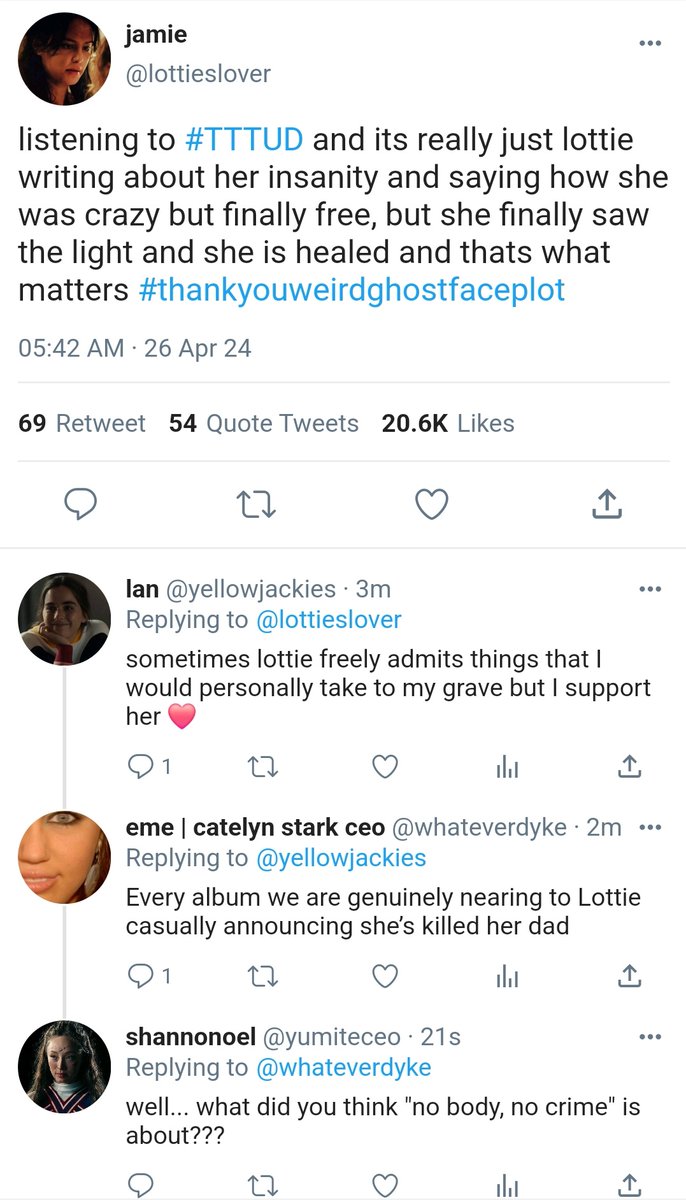 jamie
@lottieslover
listening to #TTTUD and its really just lottie
writing about her insanity and saying how she
was crazy but finally free, but she finally saw
the light and she is healed and thats what
matters #thankyouweirdghostfaceplot
05:42 AM · 26 Apr 24
69 Retweet 54 Quote Tweets 20.6K Likes
lan @yellowjackies · 3m
Replying to @lottieslover
sometimes lottie freely admits things that I
would personally take to my grave but I support
her ❤️
1
eme | catelyn stark ceo @whateverdyke · 2m
Replying to @yellowjackies
Every album we are genuinely nearing to Lottie
casually announcing she’s killed her dad
1
shannonoel @yumiteceo · 21s
Replying to @whateverdyke
well... what did you think "no body, no crime" is
about???